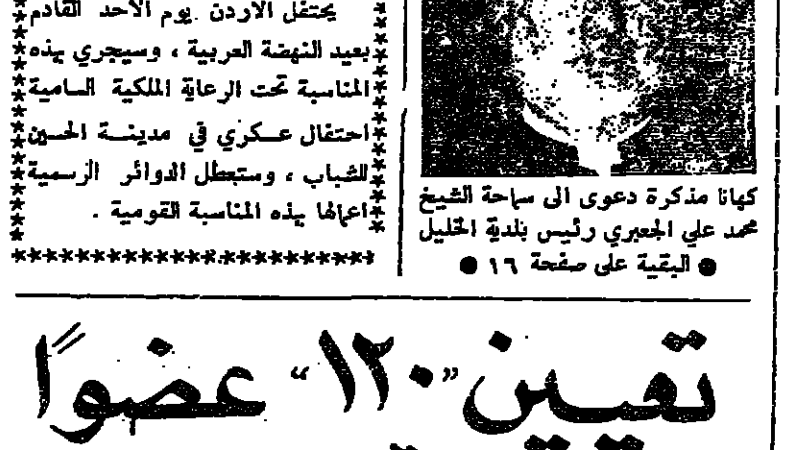 كهانا مذكرة دعوى الى سماحة الشيخ
محمد علي الجعبري رئيس بلدية الخليل
● البقية على صفحة ١٦ ●
يحتفل الاردن يوم الاحد القادم
بعيد النهضة العربية ، وسيجري بهذه
المناسبة تحت الرعاية الملكية السامية
احتفال عسكري في مدينة الحسين
للشباب ، وستعطل الدوائر الرسمية
اعمالها بهذه المناسبة القومية .
تعيين "١٢٠" عضوًا